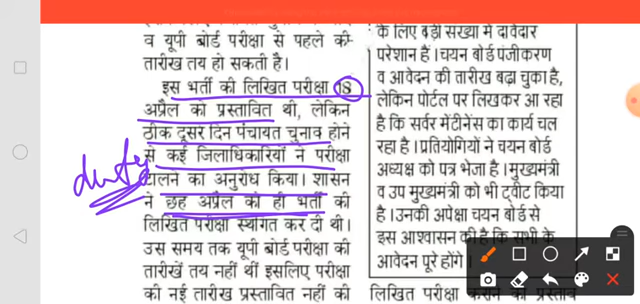 व यूपी बोर्ड परीक्षा से पहले की
तारीख तय हो सकती है।
इस भर्ती की लिखित परीक्षा 18
अप्रैल को प्रस्तावित थी, लेकिन
ठीक दूसरे दिन पंचायत चुनाव होने
से कई जिलाधिकारियों ने परीक्षा
टालने का अनुरोध किया। शासन
ने छह अप्रैल को ही भर्ती की
लिखित परीक्षा स्थगित कर दी थी।
उस समय तक यूपी बोर्ड परीक्षा की
तारीखें तय नहीं थीं इसलिए परीक्षा
की नई तारीख प्रस्तावित नहीं की
duty
के लिए बड़ी संख्या में दावेदार
परेशान हैं। चयन बोर्ड पंजीकरण
व आवेदन की तारीख बढ़ा चुका है,
लेकिन पोर्टल पर लिखकर आ रहा
है कि सर्वर मेंटीनेंस का कार्य चल
रहा है। प्रतियोगियों ने चयन बोर्ड
अध्यक्ष को पत्र भेजा है। मुख्यमंत्री
व उप मुख्यमंत्री को भी ट्वीट किया
है। उनकी अपेक्षा चयन बोर्ड से
इस आश्वासन की है कि सभी के
आवेदन पूरे होंगे।
लिखित परीक्षा कराने का प्रस्ताव